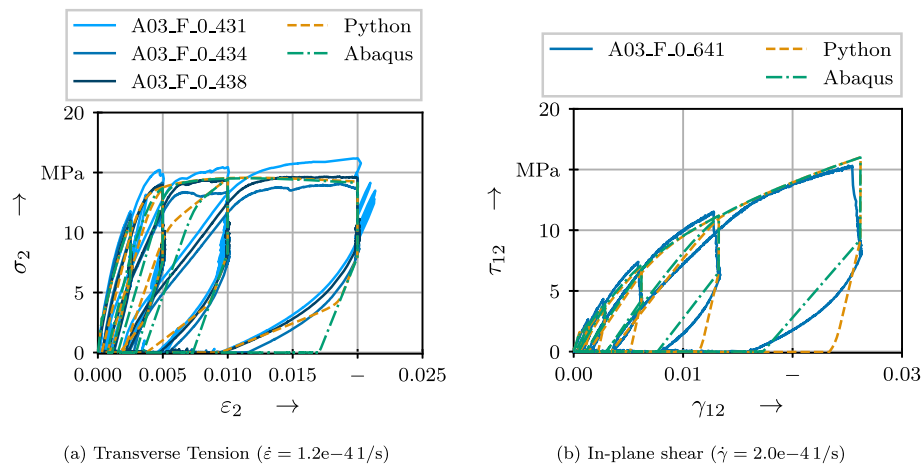 A03_F_0_431
A03_F_0_434
A03_F_0_438
Python
Abaqus
20
MPa
10
5
0
σ₂ →
0.000 0.005 0.010 0.015 – 0.025
ε₂ →
(a) Transverse Tension (ε̇ = 1.2e−4 1/s)
A03_F_0_641
Python
Abaqus
20
MPa
10
5
0
τ₁₂ →
0.00 0.01 – 0.03
γ₁₂ →
(b) In-plane shear (γ̇ = 2.0e−4 1/s)